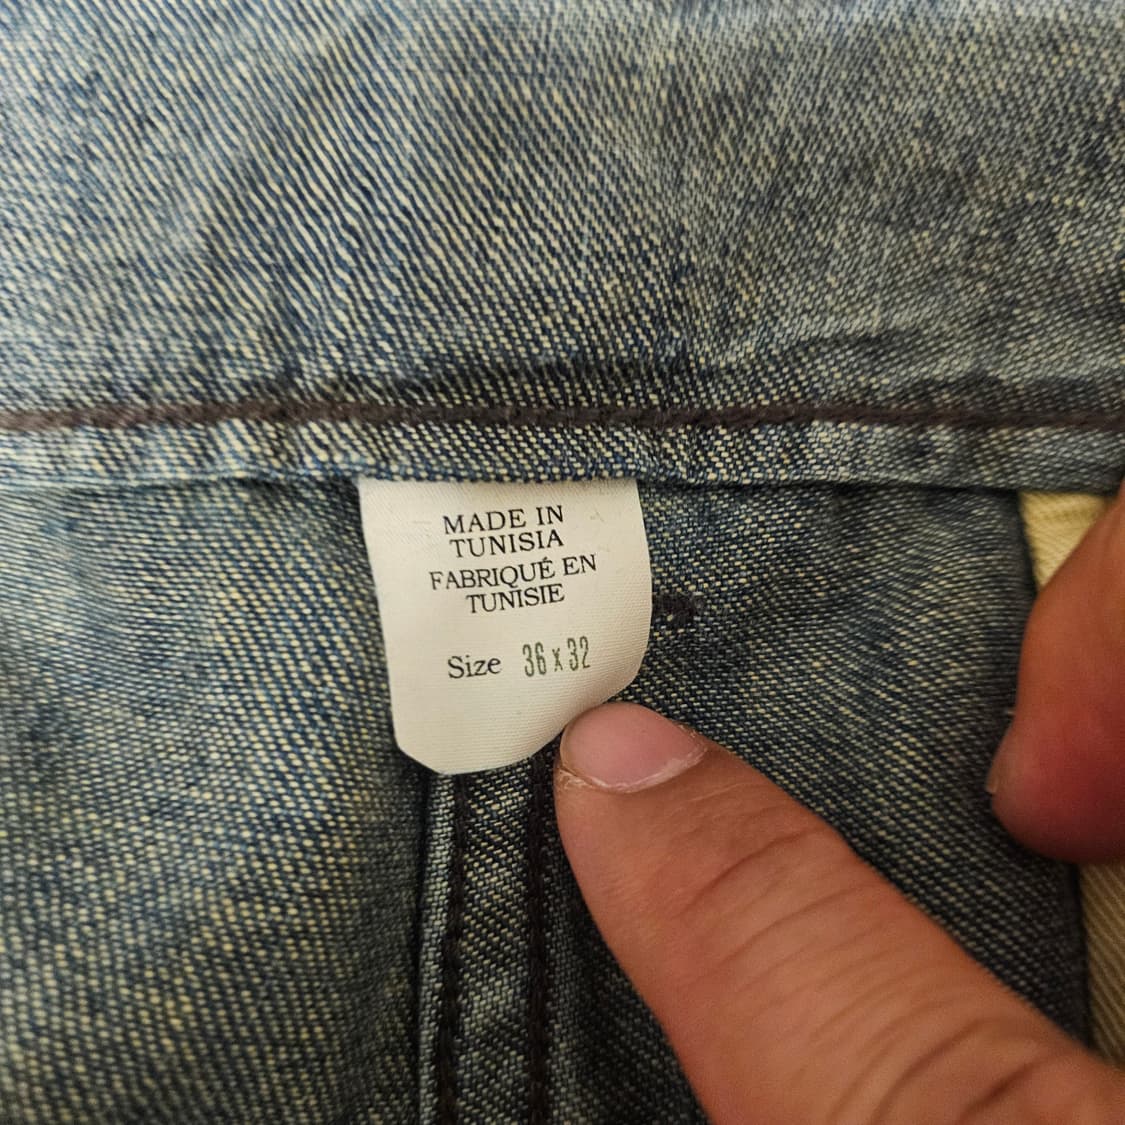 MADE IN
TUNISIA
FABRIQUÉ EN
TUNISIE
Size 36 x 32